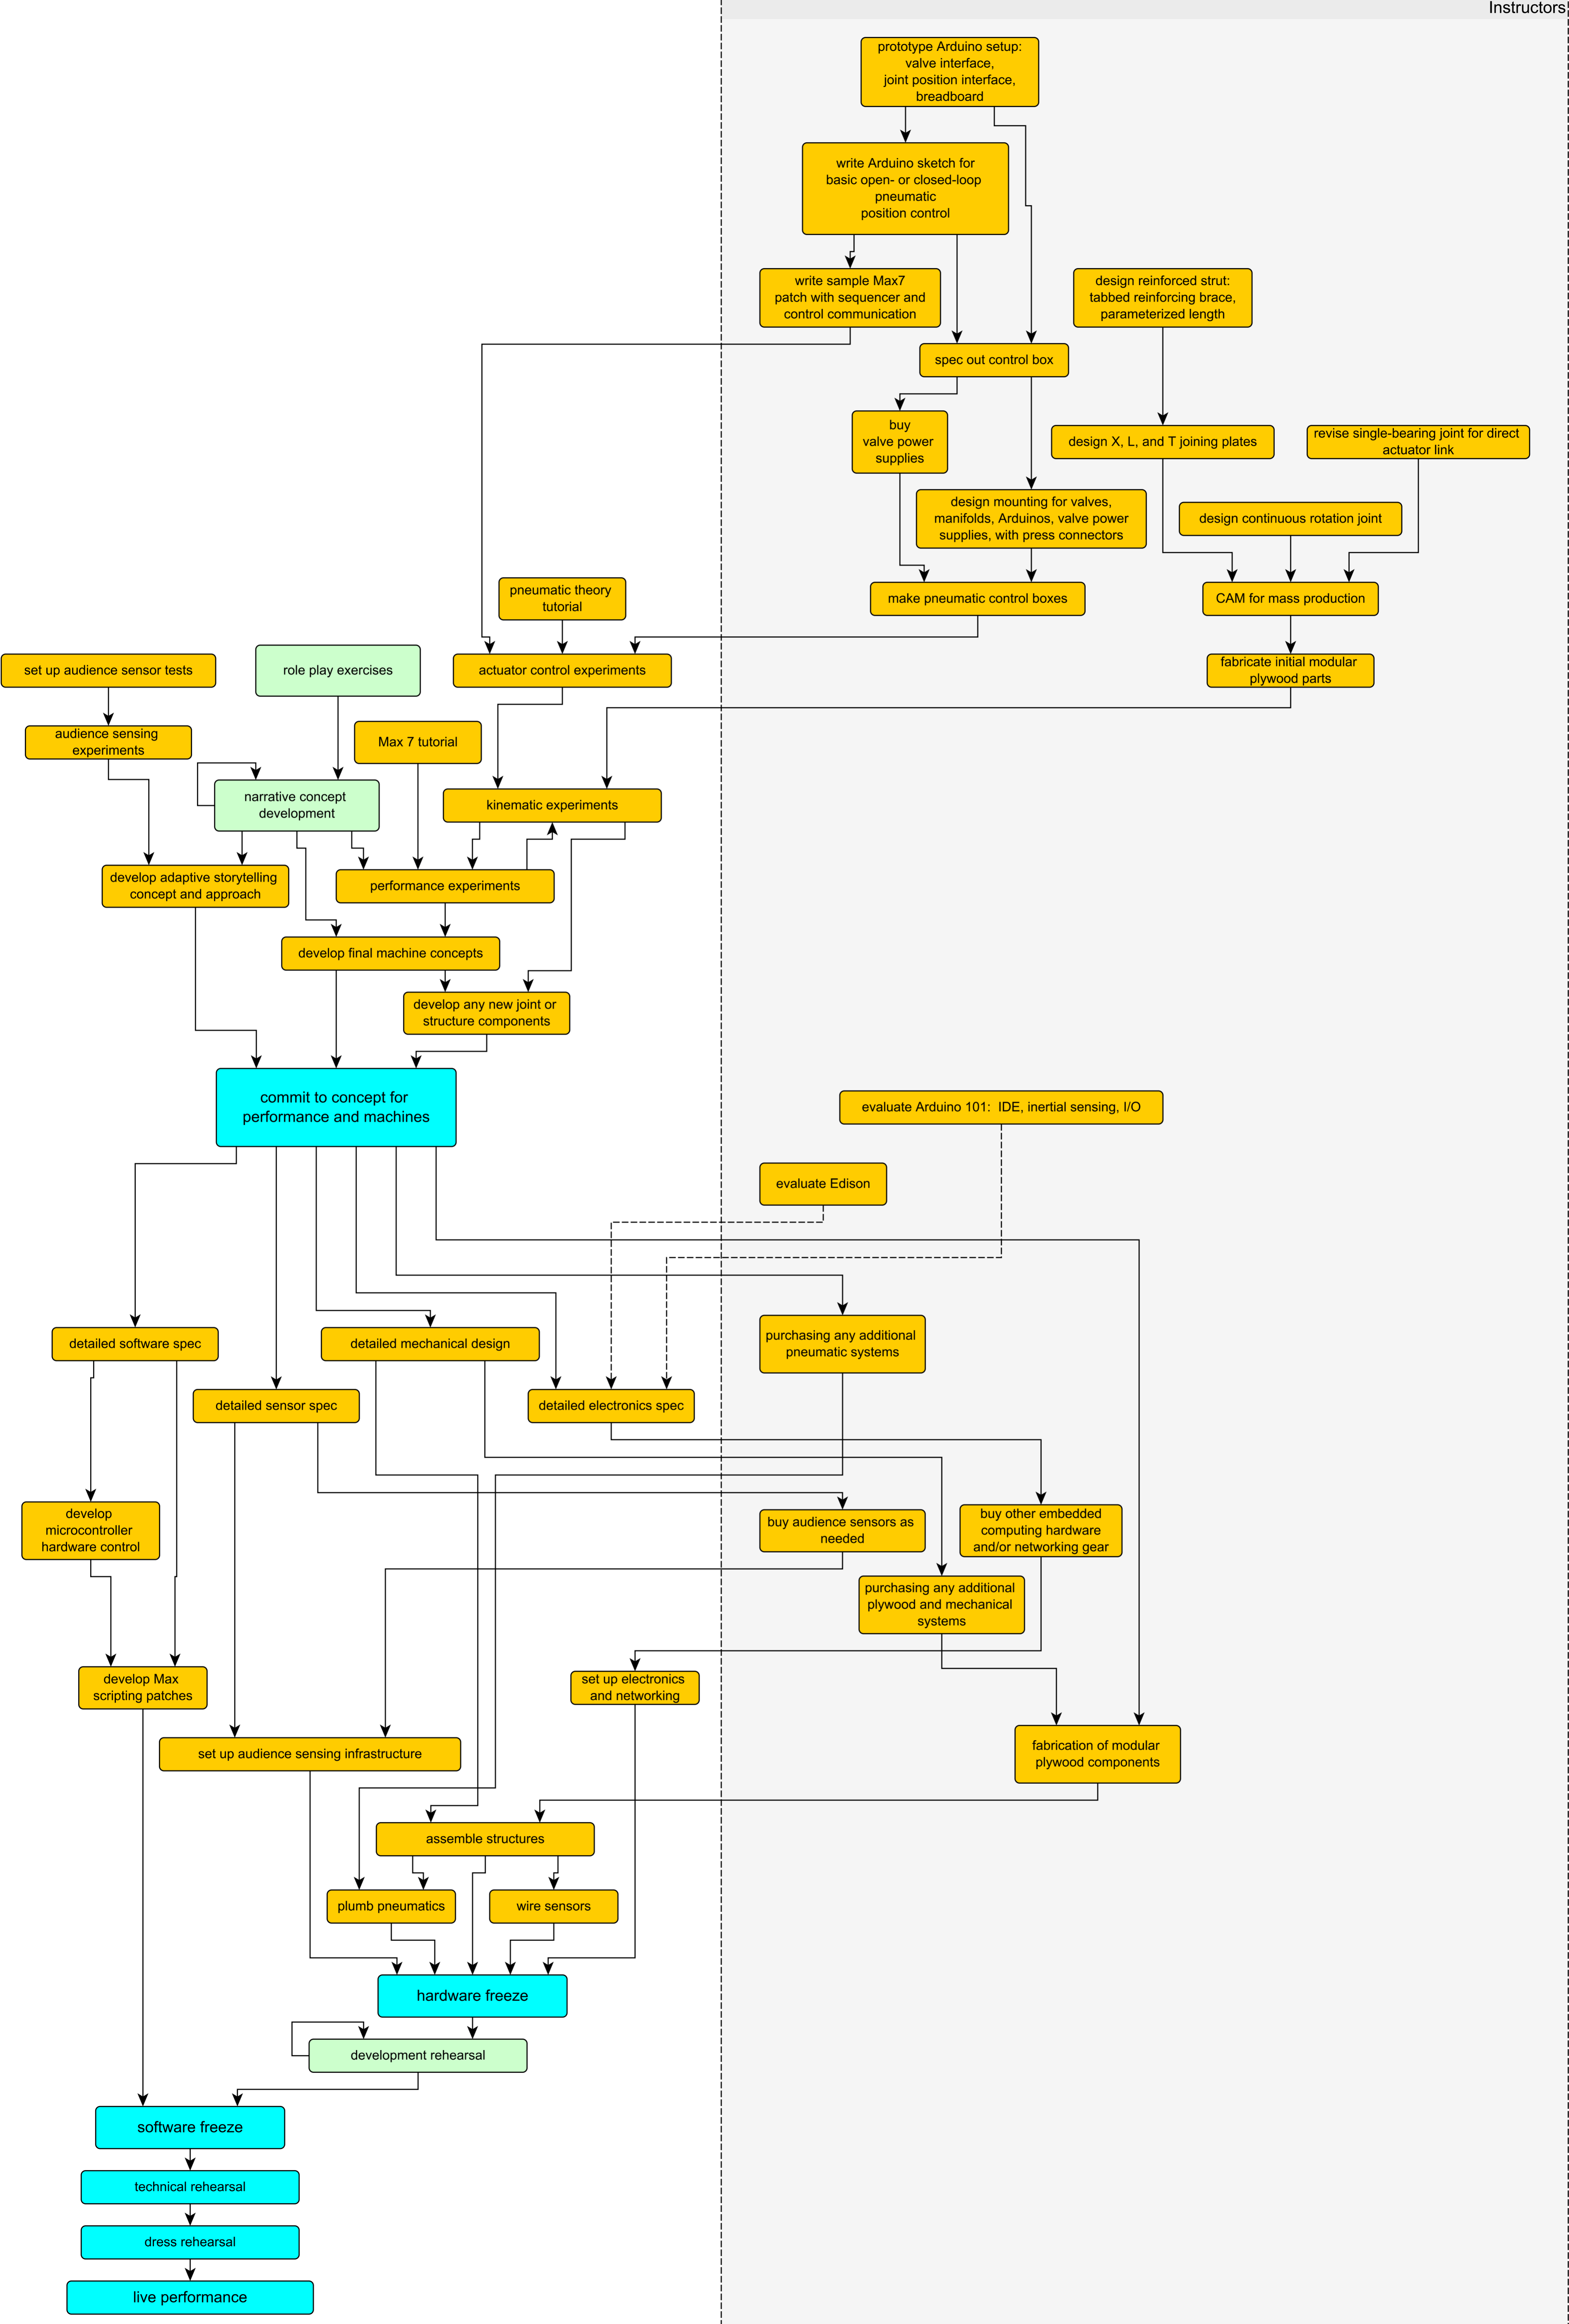 Instructors
prototype Arduino setup:
valve interface,
joint position interface,
breadboard
write Arduino sketch for
basic open- or closed-loop
pneumatic
position control
write sample Max7
patch with sequencer and
control communication
design reinforced strut:
tabbed reinforcing brace,
parameterized length
spec out control box
buy
valve power
supplies
design X, L, and T joining plates
revise single-bearing joint for direct
actuator link
design mounting for valves,
manifolds, Arduinos, valve power
supplies, with press connectors
design continuous rotation joint
pneumatic theory
tutorial
make pneumatic control boxes
CAM for mass production
set up audience sensor tests
role play exercises
actuator control experiments
fabricate initial modular
plywood parts
audience sensing
experiments
Max 7 tutorial
narrative concept
development
kinematic experiments
develop adaptive storytelling
concept and approach
performance experiments
develop final machine concepts
develop any new joint or
structure components
commit to concept for
performance and machines
evaluate Arduino 101:  IDE, inertial sensing, I/O
evaluate Edison
detailed software spec
detailed mechanical design
purchasing any additional
pneumatic systems
detailed sensor spec
detailed electronics spec
develop
microcontroller
hardware control
buy audience sensors as
needed
buy other embedded
computing hardware
and/or networking gear
purchasing any additional
plywood and mechanical
systems
develop Max
scripting patches
set up electronics
and networking
set up audience sensing infrastructure
fabrication of modular
plywood components
assemble structures
plumb pneumatics
wire sensors
hardware freeze
development rehearsal
software freeze
technical rehearsal
dress rehearsal
live performance